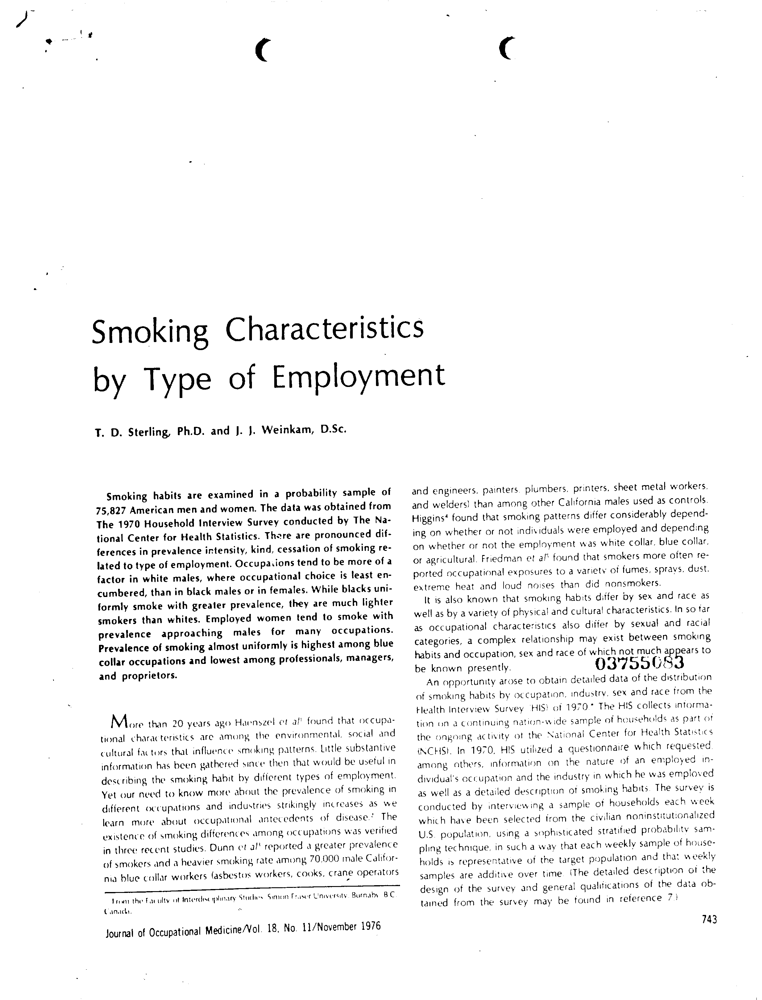 Smoking Characteristics
by Type of Employment
T. D. Sterling, Ph.D. and J. J. Weinkam, D.Sc.
Smoking habits are examined in a probability sample of
75,827 American men and women. The data was obtained from
The 1970 Household Interview Survey conducted by The Na-
tional Center for Health Statistics. There are pronounced dif-
ferences in prevalence intensity, kind, cessation of smoking re-
lated to type of employment. Occupations tend to be more of a
factor in white males, where occupational choice is least en-
cumbered, than in black males or in females. While blacks uni-
formly smoke with greater prevalence, they are much lighter
smokers than whites. Employed women tend to smoke with
prevalence approaching males for many occupations.
Prevalence of smoking almost uniformly is highest among blue
collar occupations and lowest among professionals, managers,
and proprietors.
More than 20 years ago Haenszel et al¹ found that occupa-
tional characteristics are among the environmental, social and
cultural factors that influence smoking patterns. Little substantive
information has been gathered since then that would be useful in
describing the smoking habit by different types of employment.
Yet our need to know more about the prevalence of smoking in
different occupations and industries strikingly increases as we
learn more about occupational antecedents of disease.² The
existence of smoking differences among occupations was verified
in three recent studies. Dunn et al³ reported a greater prevalence
of smokers and a heavier smoking rate among 70,000 male Califor-
nia blue collar workers (asbestos workers, cooks, crane operators
From the Faculty of Interdisciplinary Studies Simon Fraser University Burnaby B.C.
Canada.
Journal of Occupational Medicine/Vol. 18, No. 11/November 1976
and engineers, painters, plumbers, printers, sheet metal workers,
and welders) than among other California males used as controls.
Higgins⁴ found that smoking patterns differ considerably depend-
ing on whether or not individuals were employed and depending
on whether or not the employment was white collar, blue collar,
or agricultural. Friedman et al⁵ found that smokers more often re-
ported occupational exposures to a variety of fumes, sprays, dust,
extreme heat and loud noises than did nonsmokers.
It is also known that smoking habits differ by sex and race as
well as by a variety of physical and cultural characteristics. In so far
as occupational characteristics also differ by sexual and racial
categories, a complex relationship may exist between smoking
habits and occupation, sex and race of which not much appears to
be known presently.
03755083
An opportunity arose to obtain detailed data of the distribution
of smoking habits by occupation, industry, sex and race from the
Health Interview Survey (HIS) of 1970.⁶ The HIS collects informa-
tion on a continuing nation-wide sample of households as part of
the ongoing activity of the National Center for Health Statistics
(NCHS). In 1970, HIS utilized a questionnaire which requested,
among others, information on the nature of an employed in-
dividual's occupation and the industry in which he was employed
as well as a detailed description of smoking habits. The survey is
conducted by interviewing a sample of households each week
which have been selected from the civilian noninstitutionalized
U.S. population, using a sophisticated stratified probability sam-
pling technique, in such a way that each weekly sample of house-
holds is representative of the target population and that weekly
samples are additive over time. (The detailed description of the
design of the survey and general qualifications of the data ob-
tained from the survey may be found in reference 7.)
743